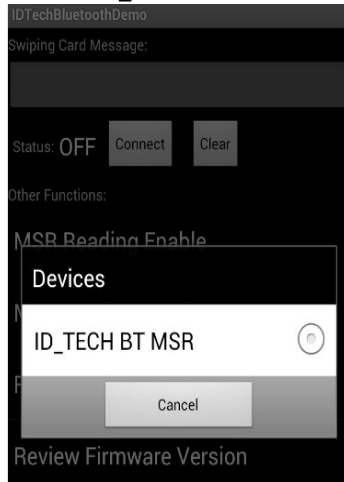 IDTechBluetoothDemo
Swiping Card Message:
Status: OFF Connect Clear
Other Functions:
MSR Reading Enable
Devices
ID_TECH BT MSR
Cancel
Review Firmware Version